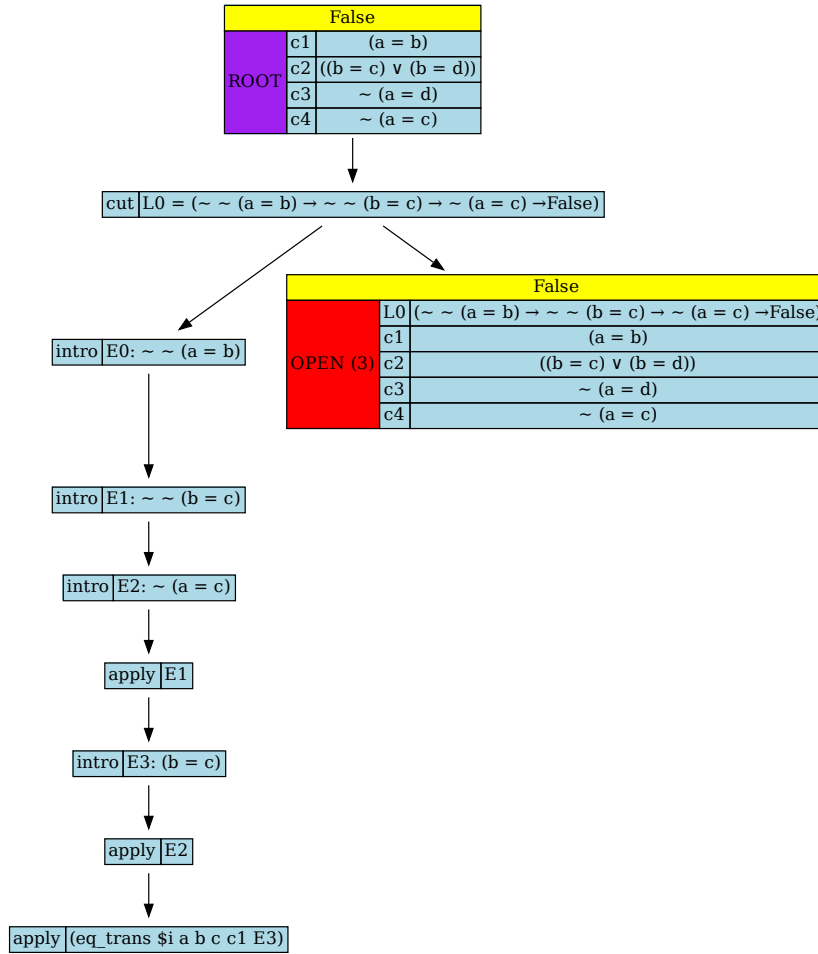 False
ROOT
c1 (a = b)
c2 ((b = c) ∨ (b = d))
c3 ~ (a = d)
c4 ~ (a = c)
cut L0 = (~ ~ (a = b) → ~ ~ (b = c) → ~ (a = c) →False)
False
OPEN (3)
L0 (~ ~ (a = b) → ~ ~ (b = c) → ~ (a = c) →False)
c1 (a = b)
c2 ((b = c) ∨ (b = d))
c3 ~ (a = d)
c4 ~ (a = c)
intro E0: ~ ~ (a = b)
intro E1: ~ ~ (b = c)
intro E2: ~ (a = c)
apply E1
intro E3: (b = c)
apply E2
apply (eq_trans $i a b c c1 E3)